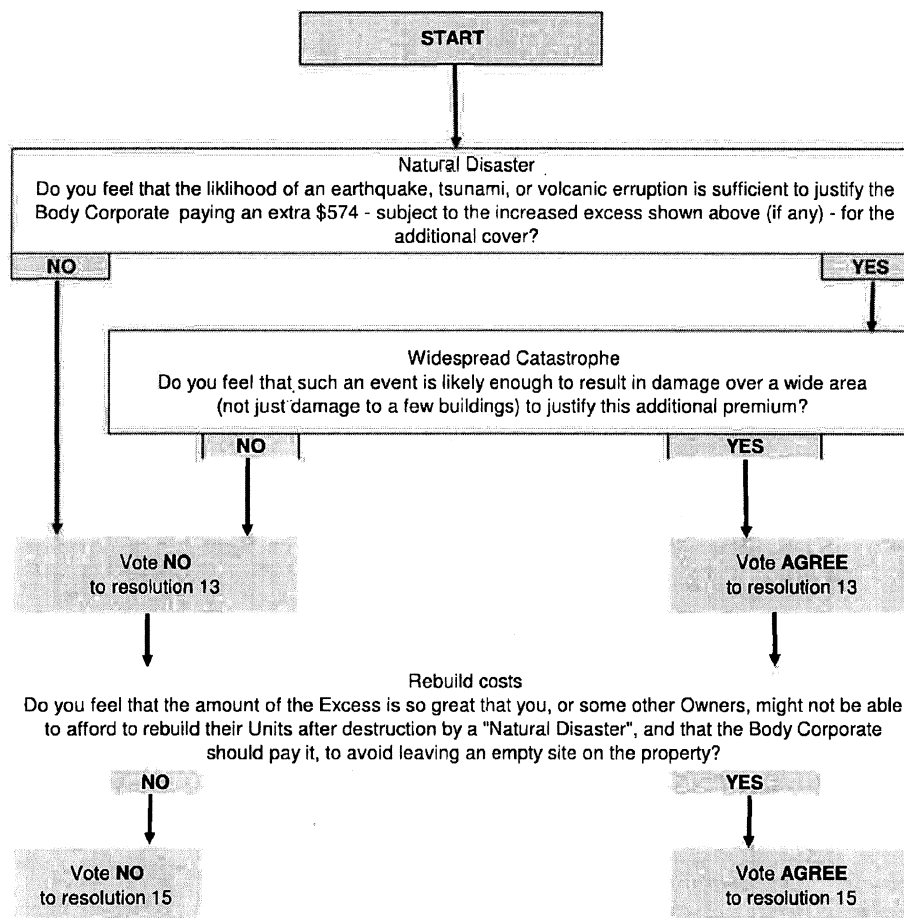 START
Natural Disaster
Do you feel that the liklihood of an earthquake, tsunami, or volcanic erruption is sufficient to justify the
Body Corporate paying an extra $574 - subject to the increased excess shown above (if any) - for the
additional cover?
NO
YES
Widespread Catastrophe
Do you feel that such an event is likely enough to result in damage over a wide area
(not just damage to a few buildings) to justify this additional premium?
NO
YES
Vote NO
to resolution 13
Vote AGREE
to resolution 13
Rebuild costs
Do you feel that the amount of the Excess is so great that you, or some other Owners, might not be able
to afford to rebuild their Units after destruction by a "Natural Disaster", and that the Body Corporate
should pay it, to avoid leaving an empty site on the property?
NO
YES
Vote NO
to resolution 15
Vote AGREE
to resolution 15